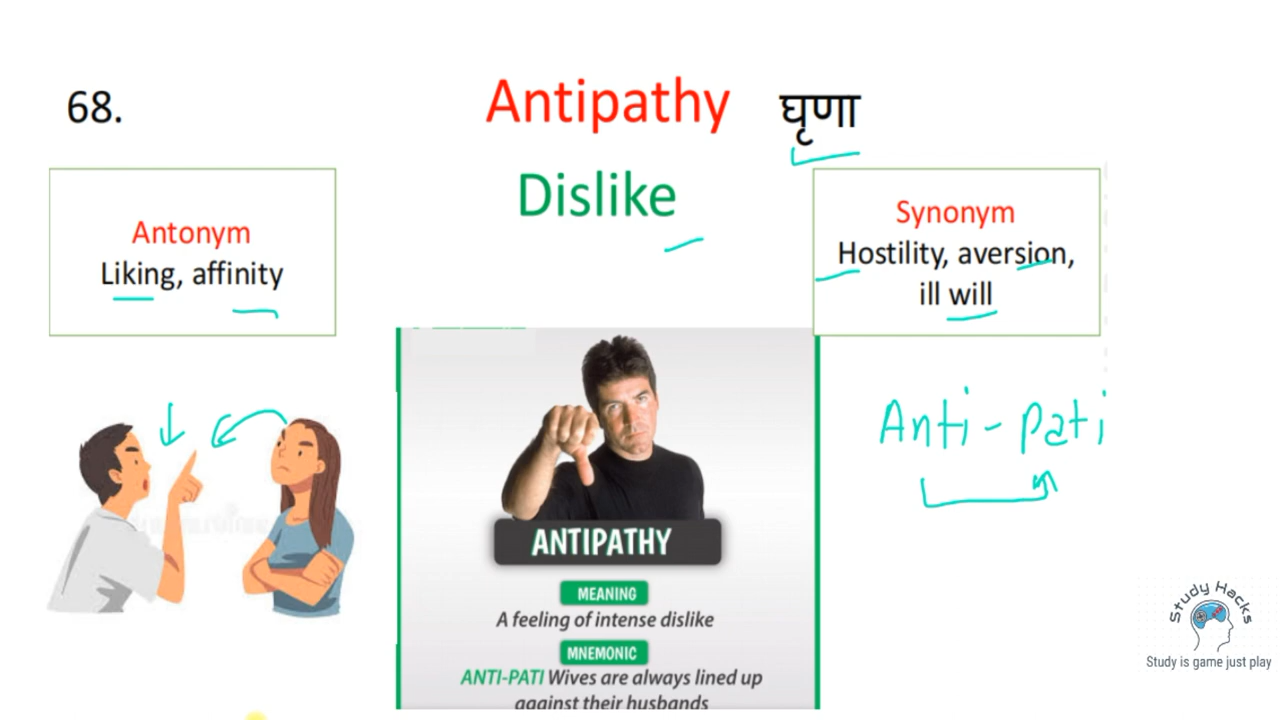 68.
Antipathy घृणा
Dislike
Antonym
Liking, affinity
Synonym
Hostility, aversion,
ill will
Anti-pati
ANTIPATHY
MEANING
A feeling of intense dislike
MNEMONIC
ANTI-PATI Wives are always lined up
against their husbands
Study Hacks
Study is game just play